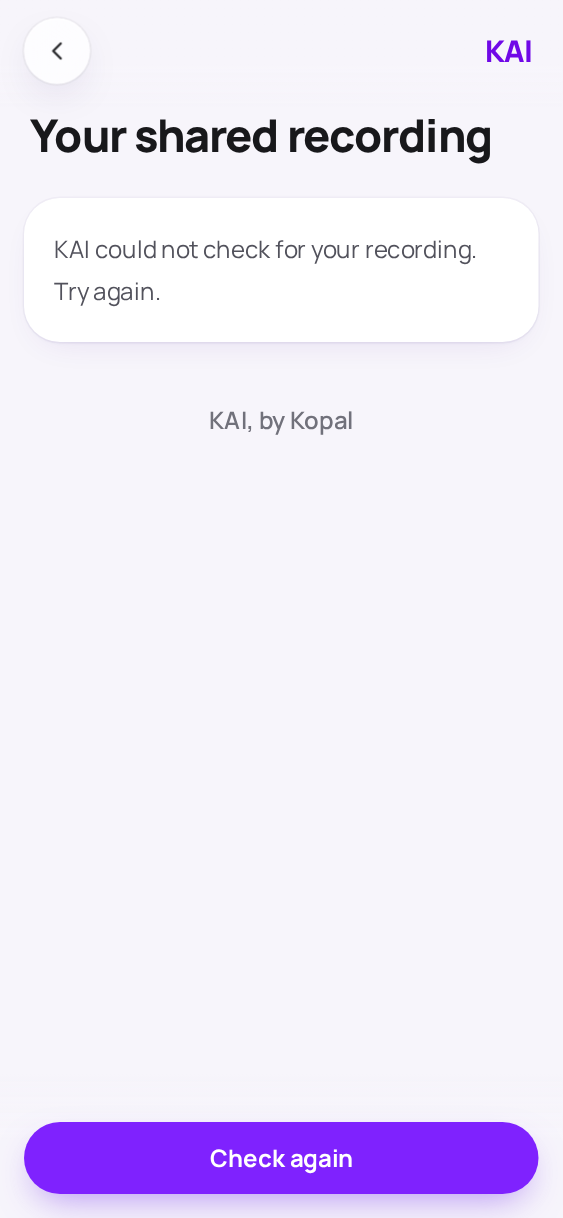 KAI
Your shared recording
KAI could not check for your recording.
Try again.
KAI, by Kopal
Check again